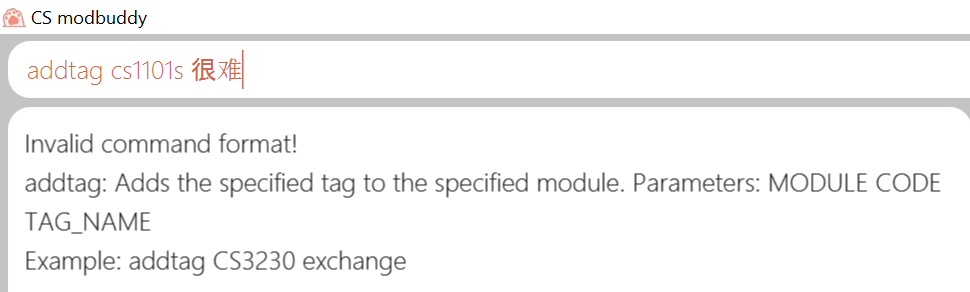 CS modbuddy
addtag cs1101s 很难
Invalid command format!
addtag: Adds the specified tag to the specified module. Parameters: MODULE CODE
TAG_NAME
Example: addtag CS3230 exchange